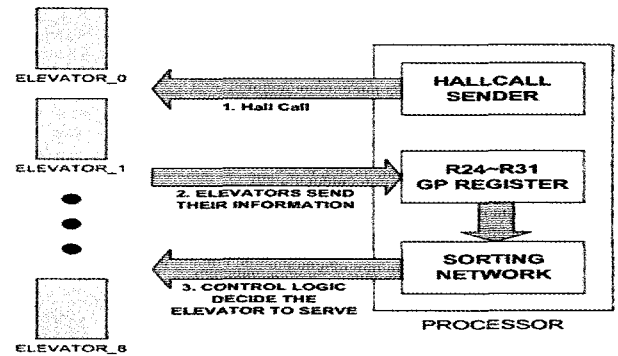 ELEVATOR_0
ELEVATOR_1
ELEVATOR_8
1. Hall Call
2. ELEVATORS SEND
THEIR INFORMATION
3. CONTROL LOGIC
DECIDE THE
ELEVATOR TO SERVE
HALLCALL
SENDER
R24~R31
GP REGISTER
SORTING
NETWORK
PROCESSOR